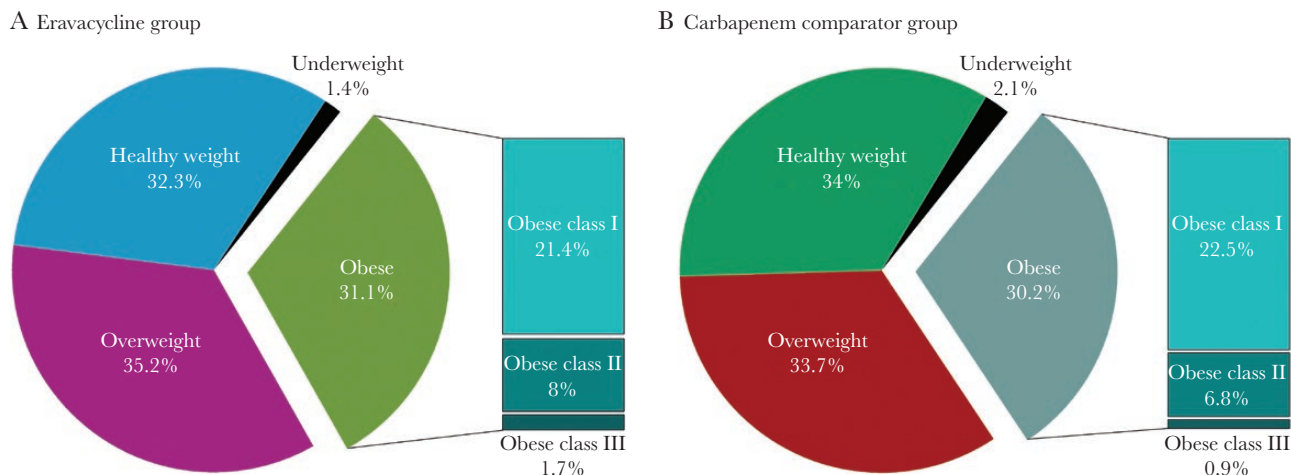 A Eravacycline group
Underweight
1.4%
Healthy weight
32.3%
Obese
31.1%
Overweight
35.2%
Obese class I
21.4%
Obese class II
8%
Obese class III
1.7%
B Carbapenem comparator group
Underweight
2.1%
Healthy weight
34%
Obese
30.2%
Overweight
33.7%
Obese class I
22.5%
Obese class II
6.8%
Obese class III
0.9%